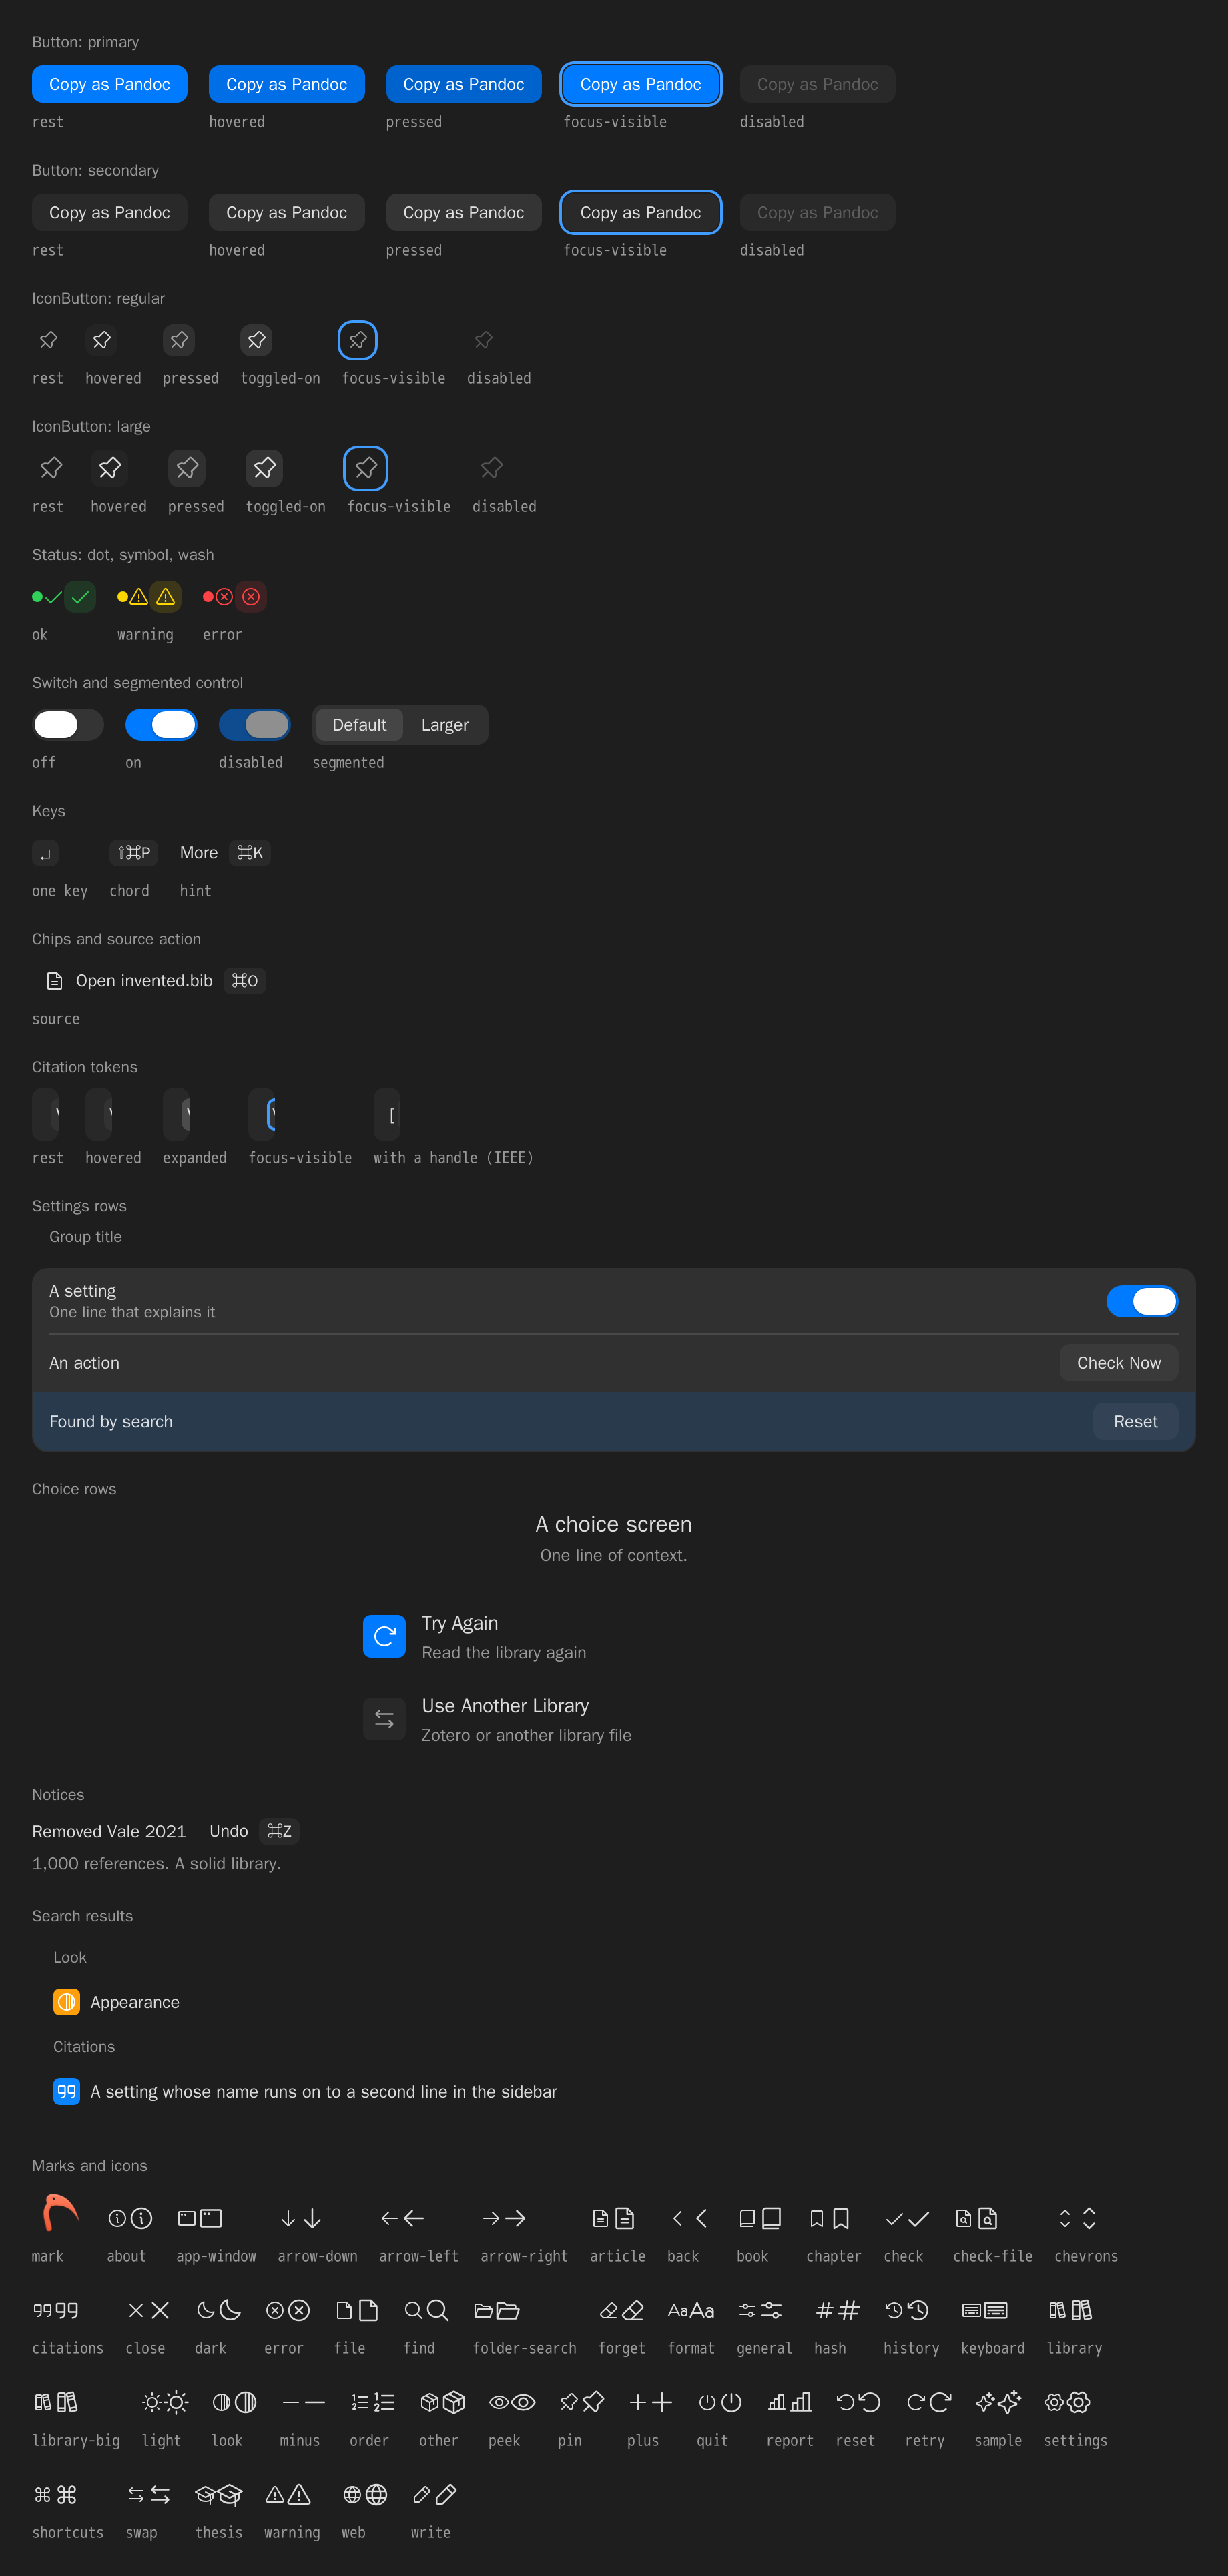 Button: primary
Copy as Pandoc Copy as Pandoc Copy as Pandoc Copy as Pandoc Copy as Pandoc
rest hovered pressed focus-visible disabled
Button: secondary
Copy as Pandoc Copy as Pandoc Copy as Pandoc Copy as Pandoc Copy as Pandoc
rest hovered pressed focus-visible disabled
IconButton: regular
rest hovered pressed toggled-on focus-visible disabled
IconButton: large
rest hovered pressed toggled-on focus-visible disabled
Status: dot, symbol, wash
ok warning error
Switch and segmented control
Default Larger
off on disabled segmented
Keys
⇧⌘P More ⌘K
one key chord hint
Chips and source action
Open invented.bib ⌘O
source
Citation tokens
[
rest hovered expanded focus-visible with a handle (IEEE)
Settings rows
Group title
A setting
One line that explains it
An action Check Now
Found by search Reset
Choice rows
A choice screen
One line of context.
Try Again
Read the library again
Use Another Library
Zotero or another library file
Notices
Removed Vale 2021 Undo ⌘Z
1,000 references. A solid library.
Search results
Look
Appearance
Citations
A setting whose name runs on to a second line in the sidebar
Marks and icons
mark about app-window arrow-down arrow-left arrow-right article back book chapter check check-file chevrons
AaAa
citations close dark error file find folder-search forget format general hash history keyboard library
library-big light look minus order other peek pin plus quit report reset retry sample settings
shortcuts swap thesis warning web write